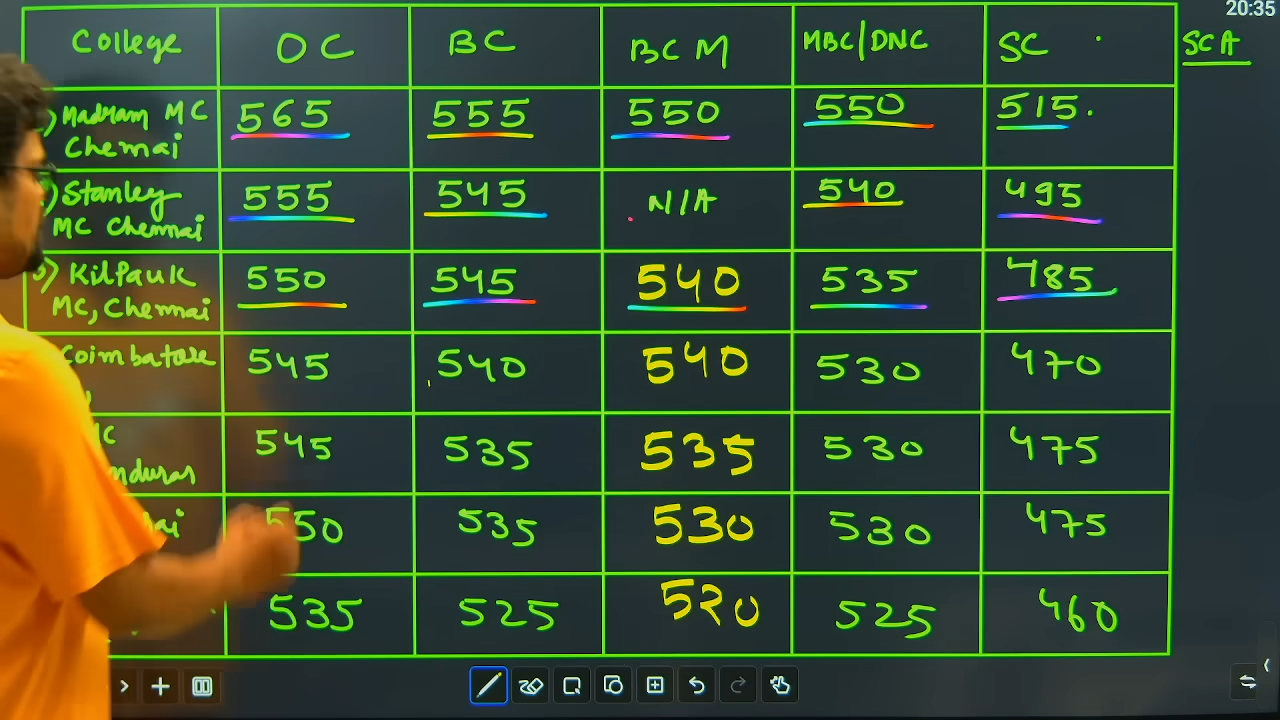 20:35
College OC BC BCM MBC/DNC SC SCA
Madram MC 565 555 550 550 515
Chennai
Stanley 555 545 N/A 540 495
MC Chennai
Kilpauk 550 545 540 535 485
MC, Chennai
Coimbatore 545 540 540 530 470
545 535 535 530 475
550 535 530 530 475
535 525 520 525 460